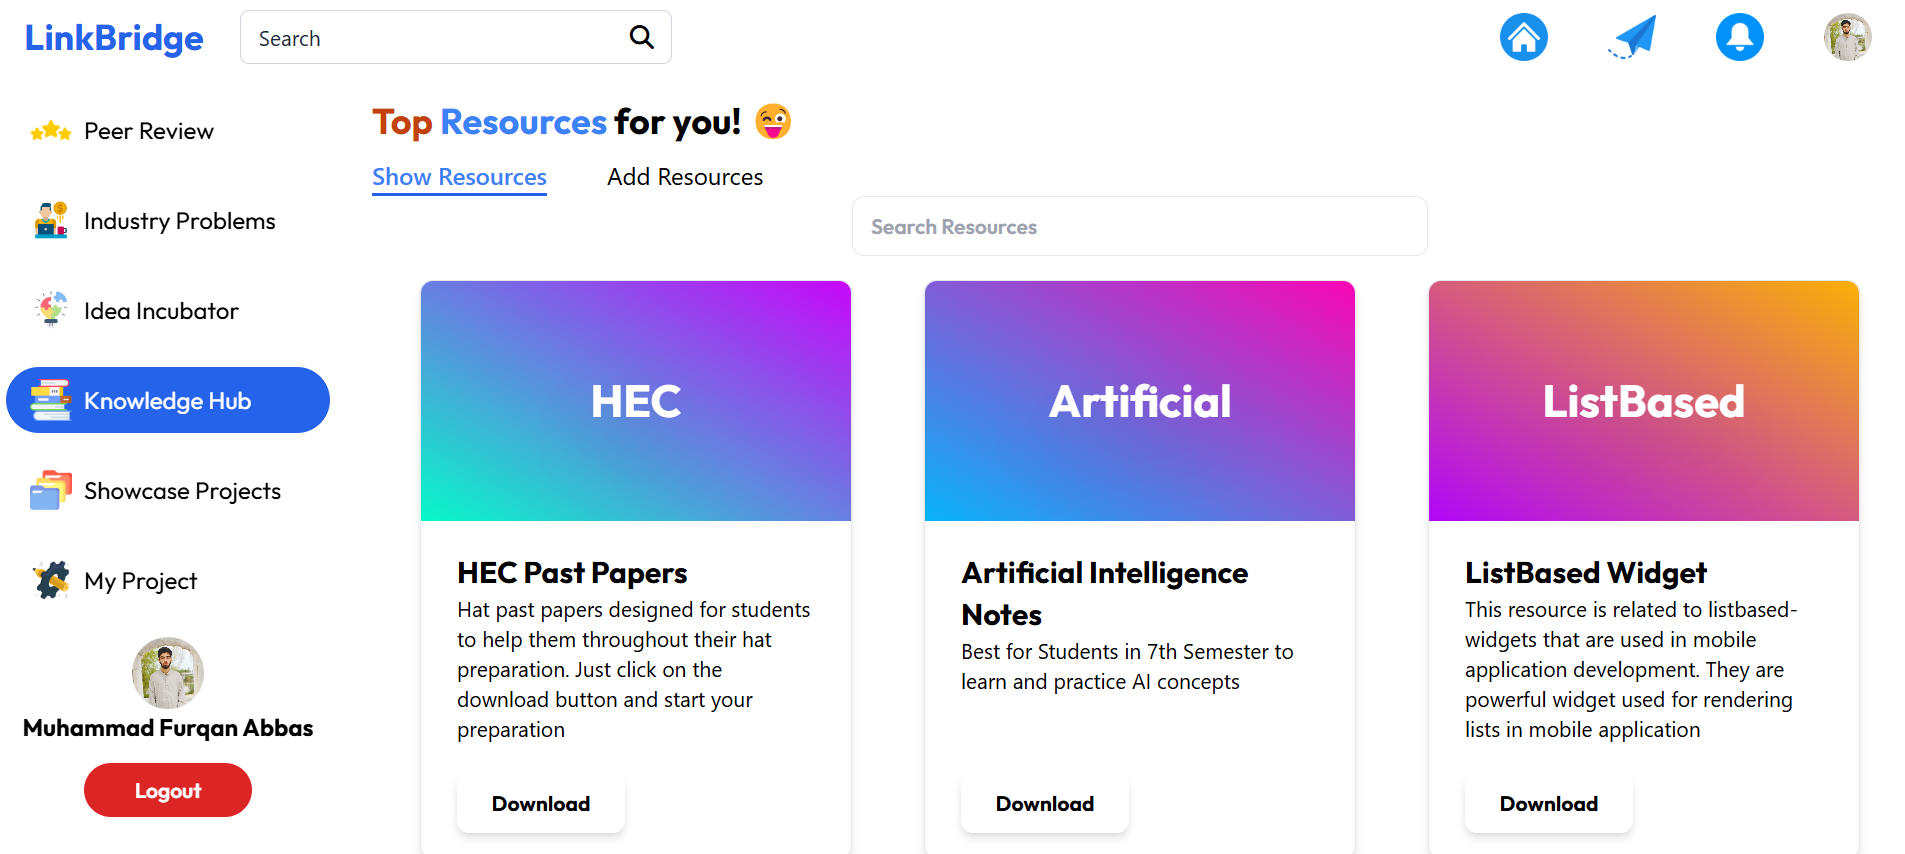 LinkBridge
Search
Peer Review
Industry Problems
Idea Incubator
Knowledge Hub
Showcase Projects
My Project
Muhammad Furqan Abbas
Logout
Top Resources for you!
Show Resources
Add Resources
Search Resources
HEC
HEC Past Papers
Hat past papers designed for students
to help them throughout their hat
preparation. Just click on the
download button and start your
preparation
Download
Artificial
Artificial Intelligence
Notes
Best for Students in 7th Semester to
learn and practice AI concepts
Download
ListBased
ListBased Widget
This resource is related to listbased-
widgets that are used in mobile
application development. They are
powerful widget used for rendering
lists in mobile application
Download